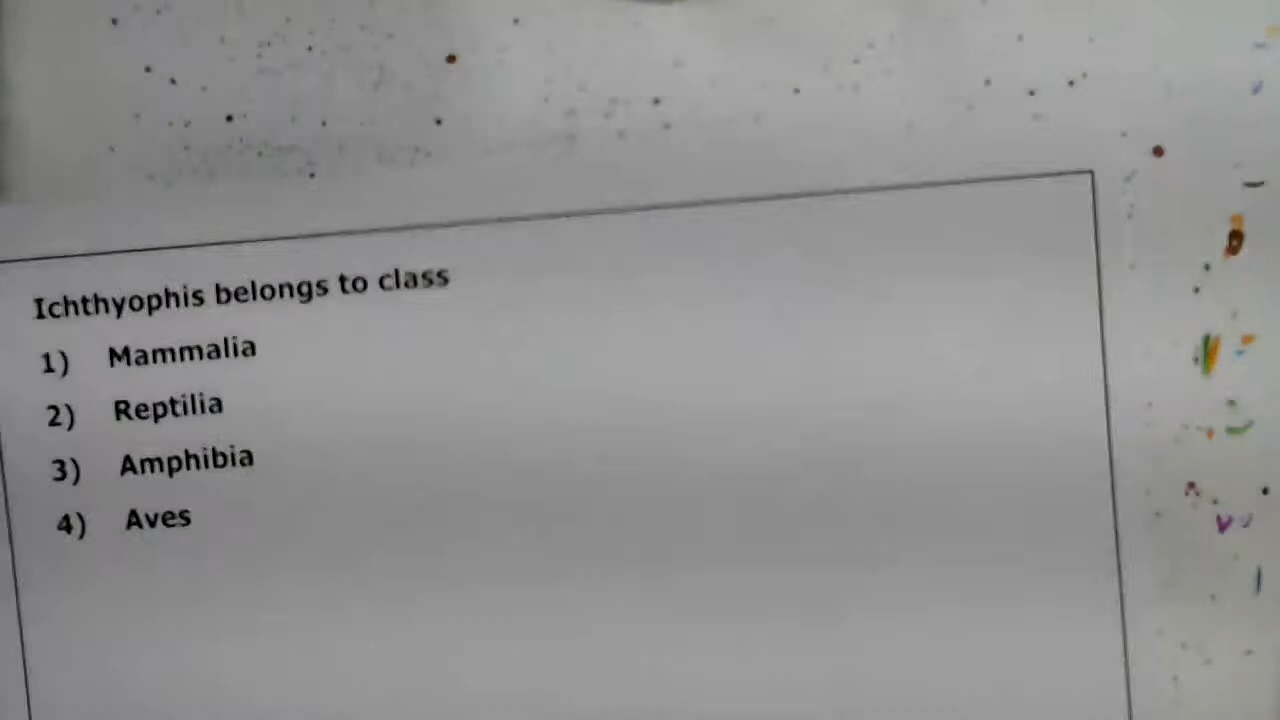 Ichthyophis belongs to class
1) Mammalia
2) Reptilia
3) Amphibia
4) Aves